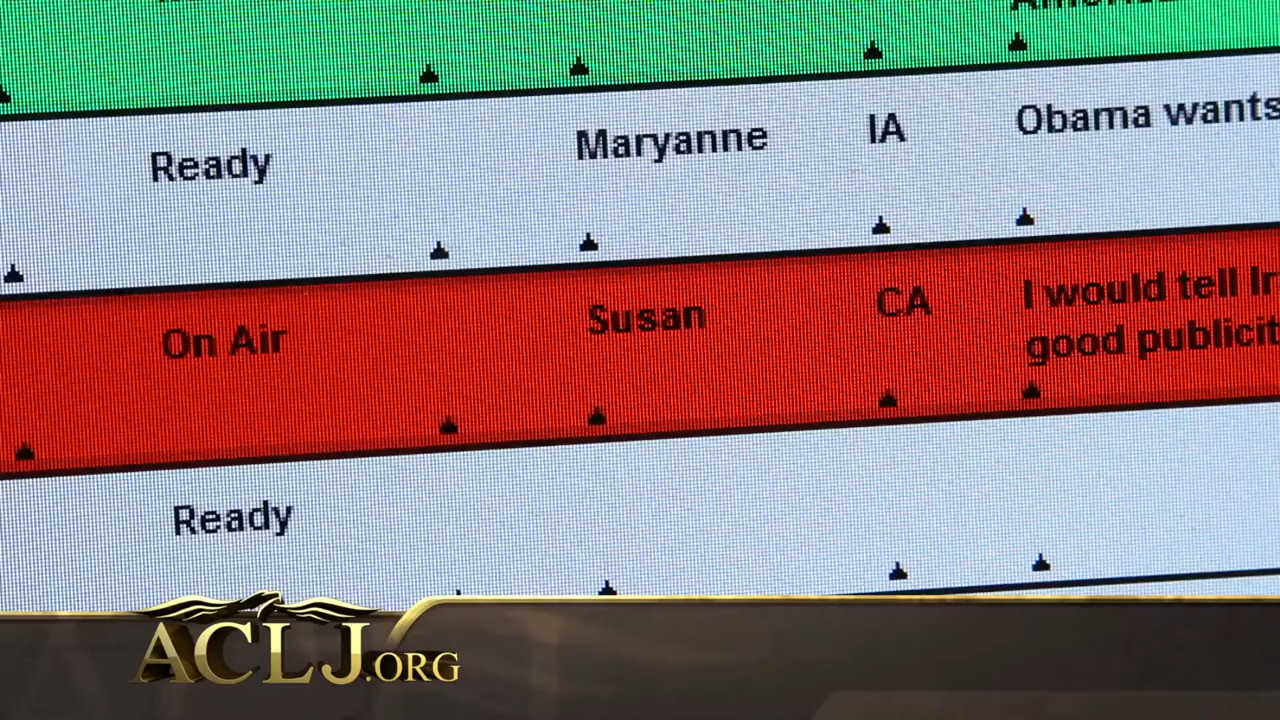 Ready Maryanne IA Obama wants
On Air Susan CA I would tell
good publicit
Ready
ACLJ.ORG